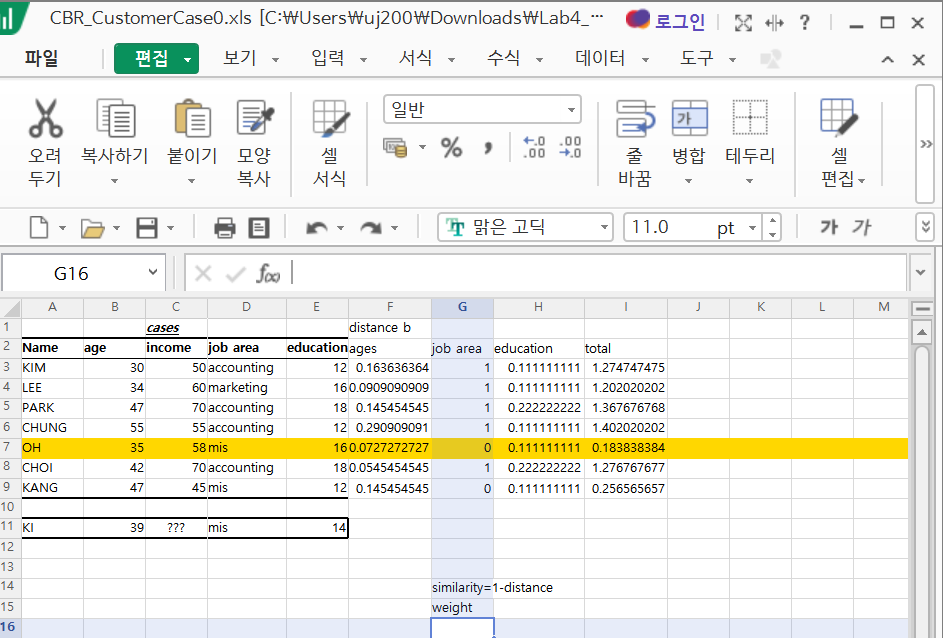 CBR_CustomerCase0.xls [C:₩Users₩uj200₩Downloads₩Lab4_··· 로그인 ?
파일 편집 보기 입력 서식 수식 데이터 도구
일반
오려 두기 복사하기 붙이기 모양 복사 셀 서식 % , .00 .00 줄 바꿈 가 병합 테두리 셀 편집 »
맑은 고딕 11.0 pt 가 가
G16 fx
A B C D E F G H I J K L M
1 cases distance b
2 Name age income job area education ages job area education total
3 KIM 30 50 accounting 12 0.163636364 1 0.111111111 1.274747475
4 LEE 34 60 marketing 16 0.0909090909 1 0.111111111 1.202020202
5 PARK 47 70 accounting 18 0.145454545 1 0.222222222 1.367676768
6 CHUNG 55 55 accounting 12 0.290909091 1 0.111111111 1.402020202
7 OH 35 58 mis 16 0.0727272727 0 0.111111111 0.183838384
8 CHOI 42 70 accounting 18 0.0545454545 1 0.222222222 1.276767677
9 KANG 47 45 mis 12 0.145454545 0 0.111111111 0.256565657
10
11 KI 39 ??? mis 14
12
13
14 similarity=1-distance
15 weight
16